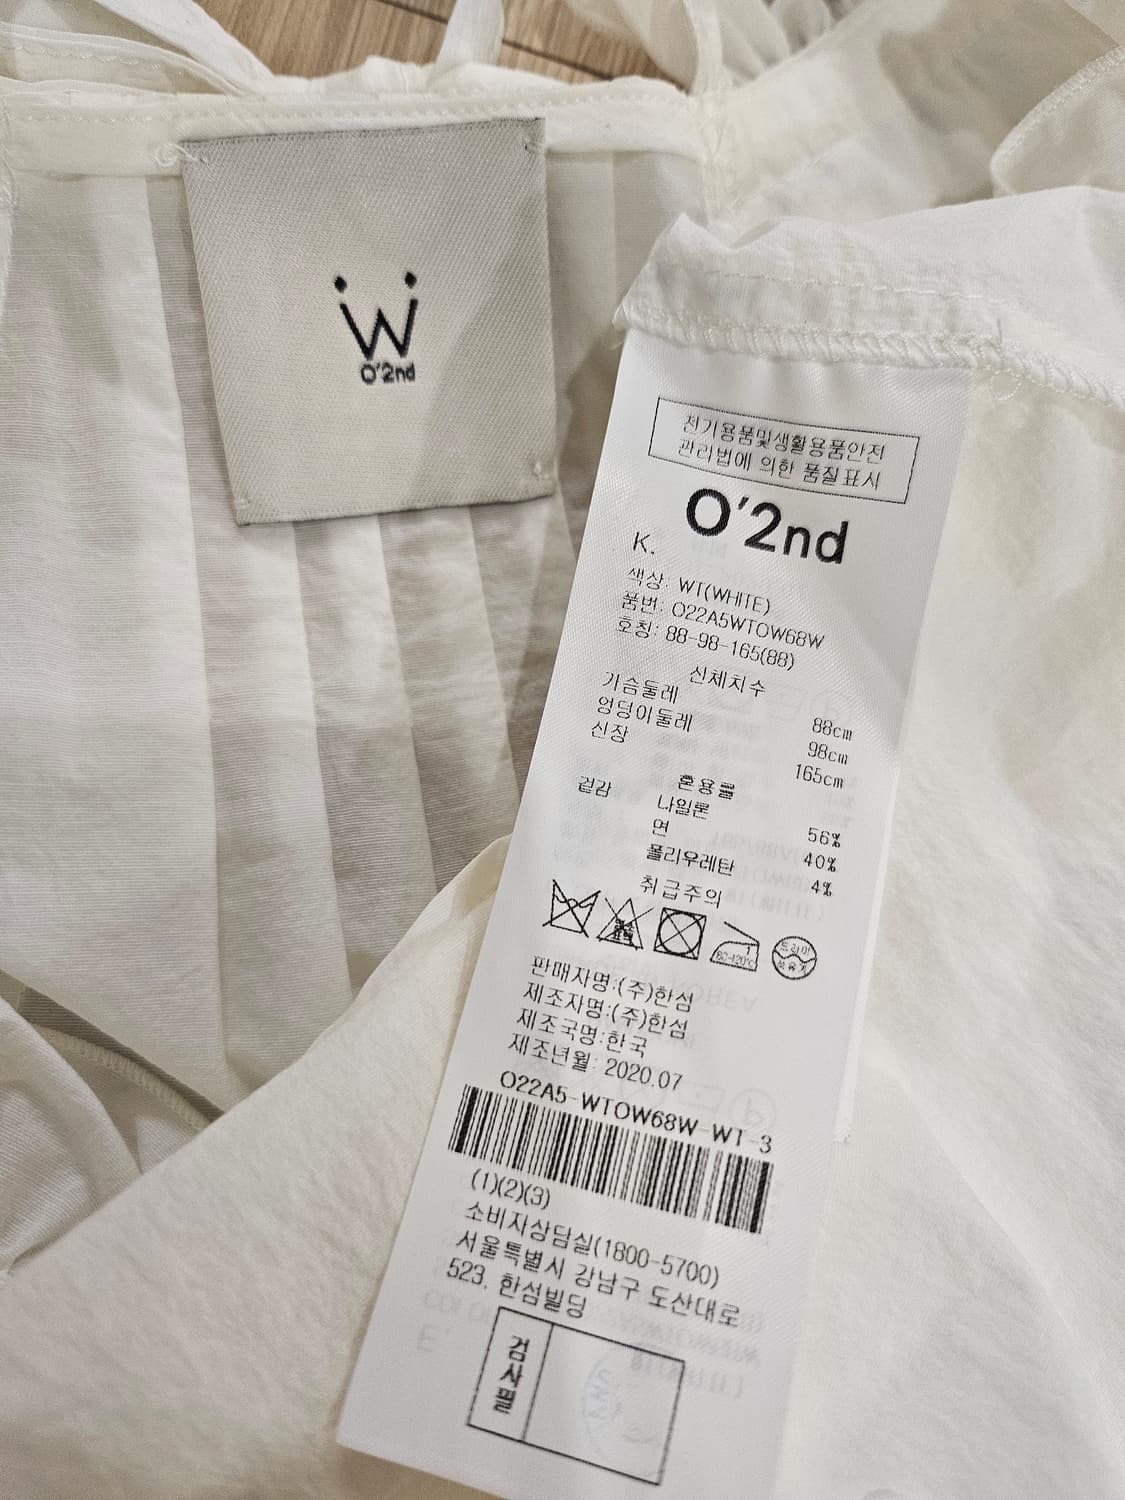 W
O'2nd
전기용품및생활용품안전
관리법에 의한 품질표시
O'2nd
K.
색상: WT(WHITE)
품번: O22A5WTOW68W
호칭: 88-98-165(88)
신체치수
가슴둘레 88cm
엉덩이둘레 98cm
신장 165cm
혼용률
겉감 나일론 56%
면 40%
폴리우레탄 4%
취급주의
1
드라이
석유계
판매자명:(주)한섬
제조자명:(주)한섬
제조국명:한국
제조년월: 2020.07
O22A5-WTOW68W-WT-3
(1)(2)(3)
소비자상담실(1800-5700)
서울특별시 강남구 도산대로
523, 한섬빌딩
검사필